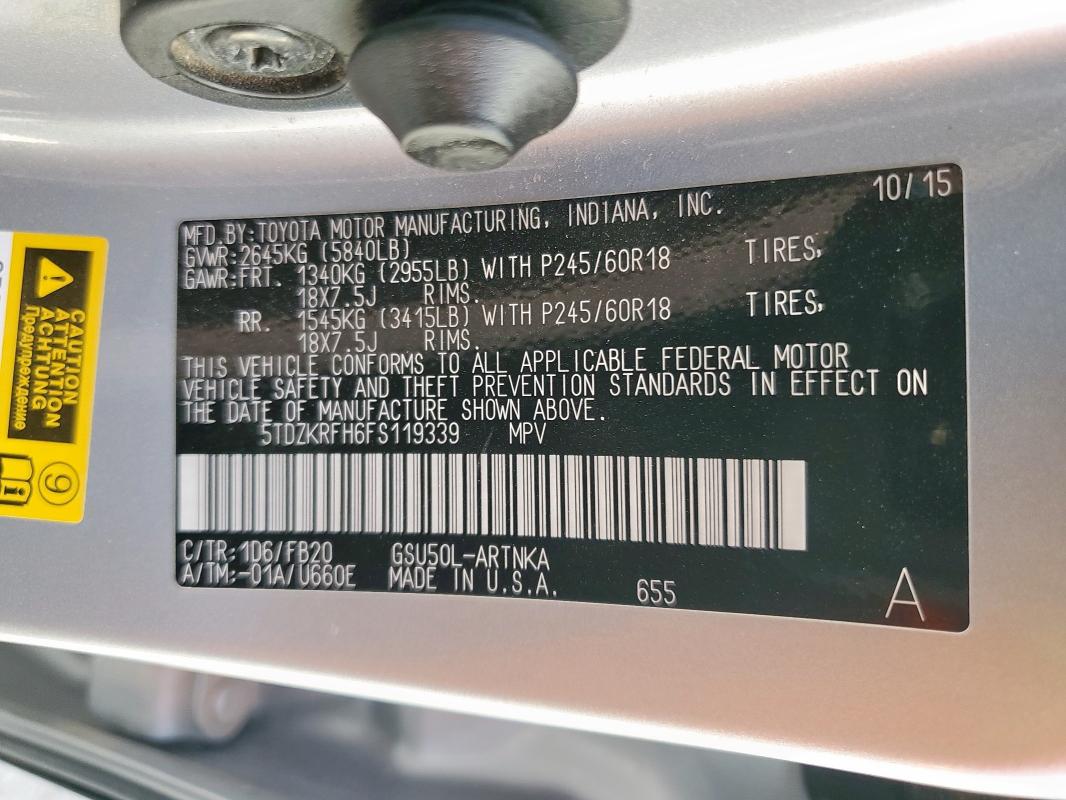 10/15
MFD.BY:TOYOTA MOTOR MANUFACTURING, INDIANA, INC.
GVWR:2645KG (5840LB)
GAWR:FRT. 1340KG (2955LB) WITH P245/60R18 TIRES,
18X7.5J RIMS.
RR. 1545KG (3415LB) WITH P245/60R18 TIRES,
18X7.5J RIMS.
THIS VEHICLE CONFORMS TO ALL APPLICABLE FEDERAL MOTOR
VEHICLE SAFETY AND THEFT PREVENTION STANDARDS IN EFFECT ON
THE DATE OF MANUFACTURE SHOWN ABOVE.
5TDZKRFH6FS119339 MPV
C/TR:1D6/FB20 GSU50L-ARTNKA
A/TM:-01A/U660E MADE IN U.S.A. 655
A
CAUTION
ATTENTION
ACHTUNG
Предупреждение
9
i